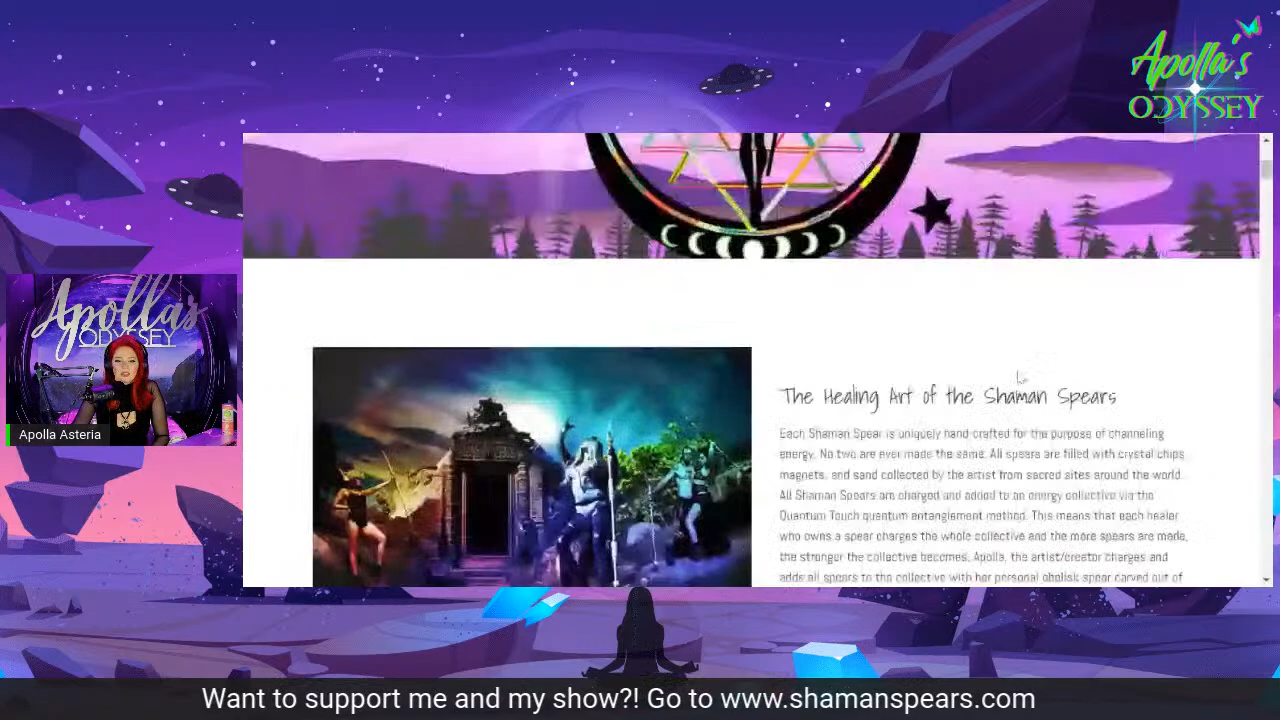 Apolla's
ODYSSEY
Apollas
ODYSSEY
Apolla Asteria
The Healing Art of the Shaman Spears
Each Shaman Spear is uniquely hand-crafted for the purpose of channeling
energy. No two are ever made the same. All spears are filled with crystal chips
magnets, and sand collected by the artist from sacred sites around the world.
All Shaman Spears are charged and added to an energy collective via the
Quantum Touch quantum entanglement method. This means that each healer
who owns a spear charges the whole collective and the more spears are made,
the stronger the collective becomes. Apolla, the artist/creator charges and
adds all spears to the collective with her personal obelisk spear carved out of
Want to support me and my show?! Go to www.shamanspears.com